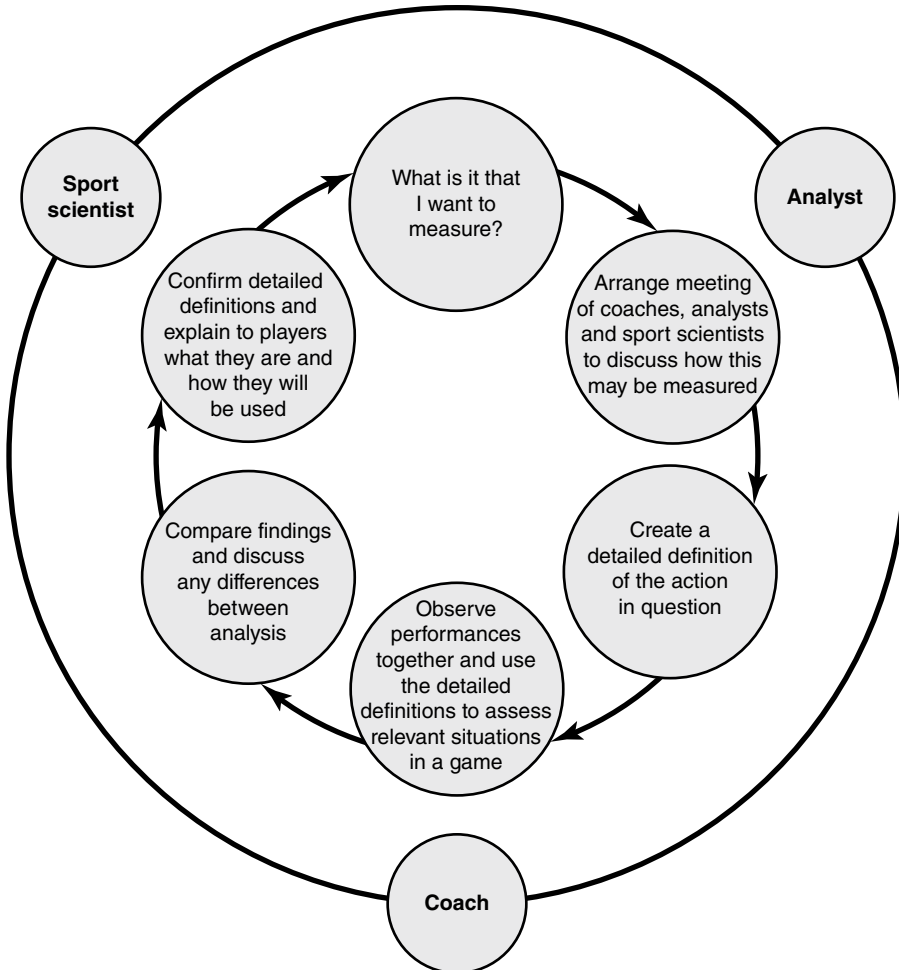 Sport
scientist
Analyst
What is it that
I want to
measure?
Arrange meeting
of coaches, analysts
and sport scientists
to discuss how this
may be measured
Create a
detailed definition
of the action
in question
Observe
performances
together and use
the detailed
definitions to assess
relevant situations
in a game
Compare findings
and discuss
any differences
between
analysis
Confirm detailed
definitions and
explain to players
what they are and
how they will
be used
Coach